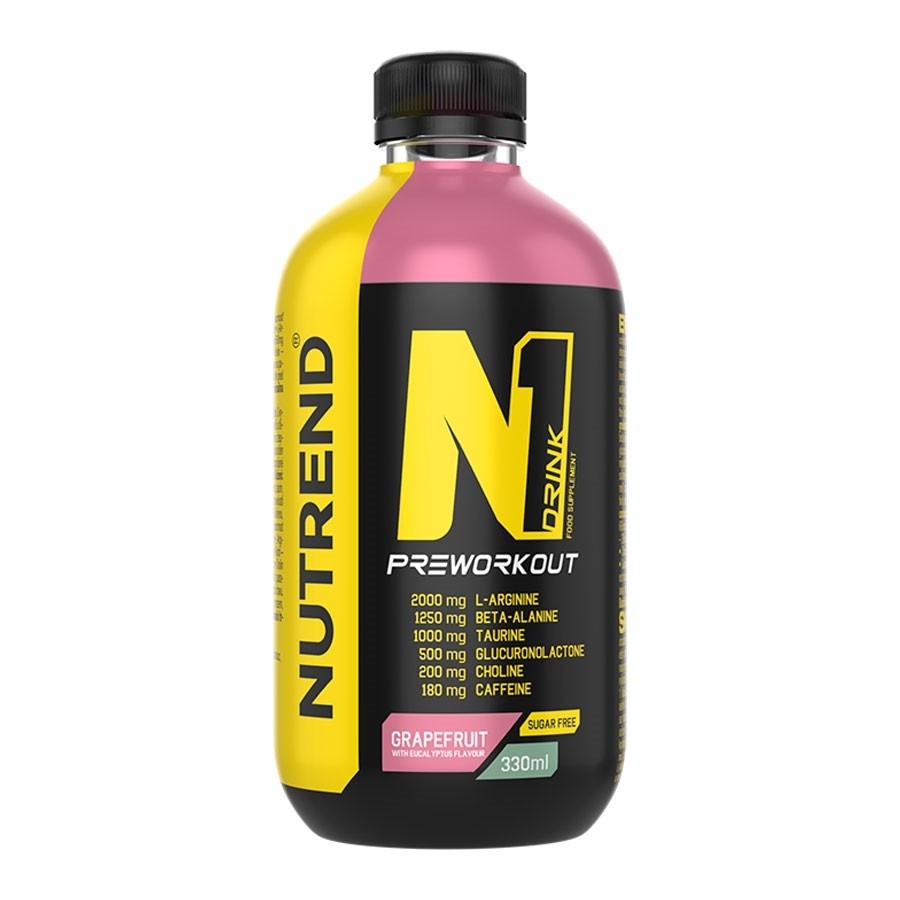 NUTREND®
N1
DRINK
FOOD SUPPLEMENT
PREWORKOUT
2000 mg L-ARGININE
1250 mg BETA-ALANINE
1000 mg TAURINE
500 mg GLUCURONOLACTONE
200 mg CHOLINE
180 mg CAFFEINE
GRAPEFRUIT
WITH EUCALYPTUS FLAVOUR
SUGAR FREE
330ml